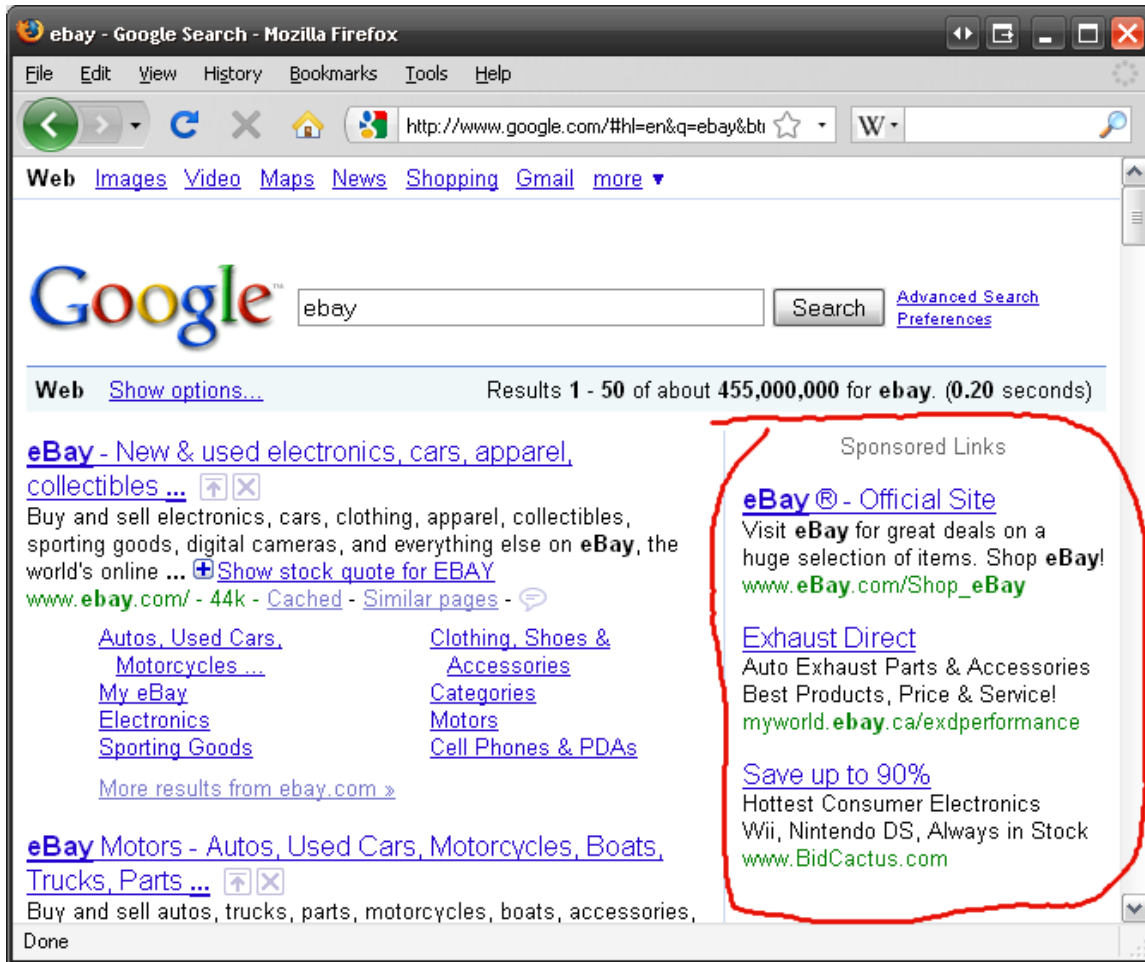 ebay - Google Search - Mozilla Firefox
File Edit View History Bookmarks Tools Help
http://www.google.com/#hl=en&q=ebay&bt
W
Web Images Video Maps News Shopping Gmail more ▼
Google™ ebay Search Advanced Search
Preferences
Web Show options... Results 1 - 50 of about 455,000,000 for ebay. (0.20 seconds)
eBay - New & used electronics, cars, apparel,
collectibles ...
Buy and sell electronics, cars, clothing, apparel, collectibles,
sporting goods, digital cameras, and everything else on eBay, the
world's online ... Show stock quote for EBAY
www.ebay.com/ - 44k - Cached - Similar pages -
Autos, Used Cars,
Motorcycles ...
My eBay
Electronics
Sporting Goods
Clothing, Shoes &
Accessories
Categories
Motors
Cell Phones & PDAs
More results from ebay.com »
eBay Motors - Autos, Used Cars, Motorcycles, Boats,
Trucks, Parts ...
Buy and sell autos, trucks, parts, motorcycles, boats, accessories,
Sponsored Links
eBay ® - Official Site
Visit eBay for great deals on a
huge selection of items. Shop eBay!
www.eBay.com/Shop_eBay
Exhaust Direct
Auto Exhaust Parts & Accessories
Best Products, Price & Service!
myworld.ebay.ca/exdperformance
Save up to 90%
Hottest Consumer Electronics
Wii, Nintendo DS, Always in Stock
www.BidCactus.com
Done